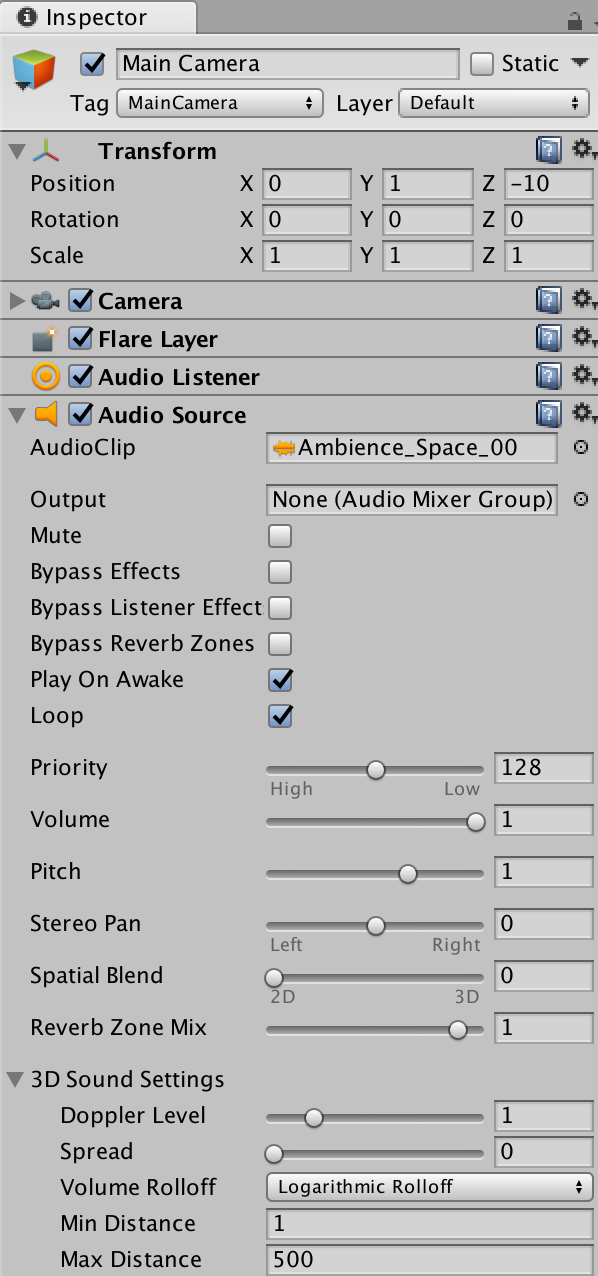 Inspector
Main Camera Static
Tag MainCamera Layer Default
Transform
Position X 0 Y 1 Z -10
Rotation X 0 Y 0 Z 0
Scale X 1 Y 1 Z 1
Camera
Flare Layer
Audio Listener
Audio Source
AudioClip Ambience_Space_00
Output None (Audio Mixer Group)
Mute
Bypass Effects
Bypass Listener Effect
Bypass Reverb Zones
Play On Awake
Loop
Priority 128
High Low
Volume 1
Pitch 1
Stereo Pan 0
Left Right
Spatial Blend 0
2D 3D
Reverb Zone Mix 1
3D Sound Settings
Doppler Level 1
Spread 0
Volume Rolloff Logarithmic Rolloff
Min Distance 1
Max Distance 500